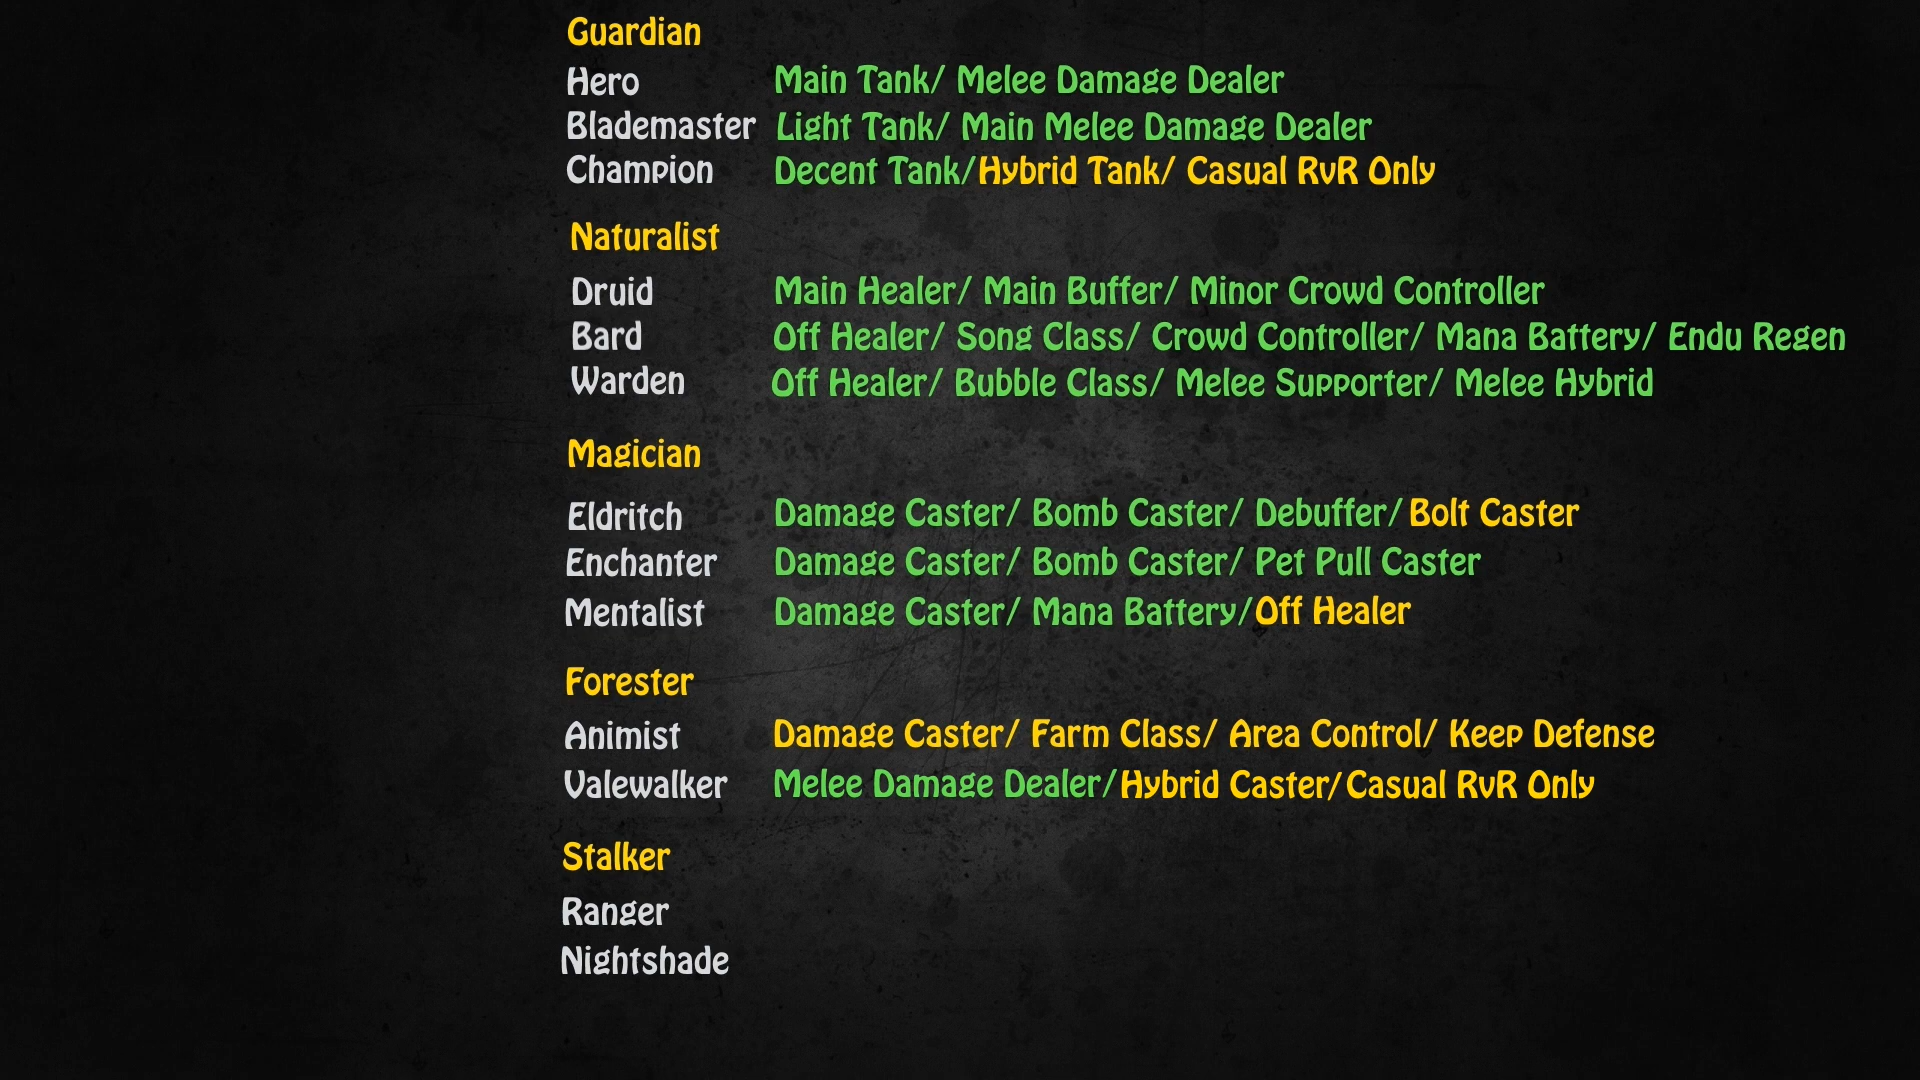 Guardian
Hero Main Tank/ Melee Damage Dealer
Blademaster Light Tank/ Main Melee Damage Dealer
Champion Decent Tank/Hybrid Tank/ Casual RvR Only
Naturalist
Druid Main Healer/ Main Buffer/ Minor Crowd Controller
Bard Off Healer/ Song Class/ Crowd Controller/ Mana Battery/ Endu Regen
Warden Off Healer/ Bubble Class/ Melee Supporter/ Melee Hybrid
Magician
Eldritch Damage Caster/ Bomb Caster/ Debuffer/Bolt Caster
Enchanter Damage Caster/ Bomb Caster/ Pet Pull Caster
Mentalist Damage Caster/ Mana Battery/Off Healer
Forester
Animist Damage Caster/ Farm Class/ Area Control/ Keep Defense
Valewalker Melee Damage Dealer/Hybrid Caster/Casual RvR Only
Stalker
Ranger
Nightshade